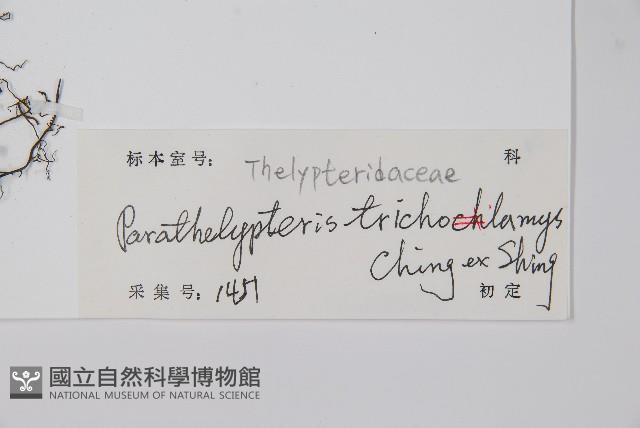 标本室号: Thelypteridaceae 科
Parathelypteris trichochlamys
Ching ex Shing
采集号: 1451 初定
國立自然科學博物館
NATIONAL MUSEUM OF NATURAL SCIENCE